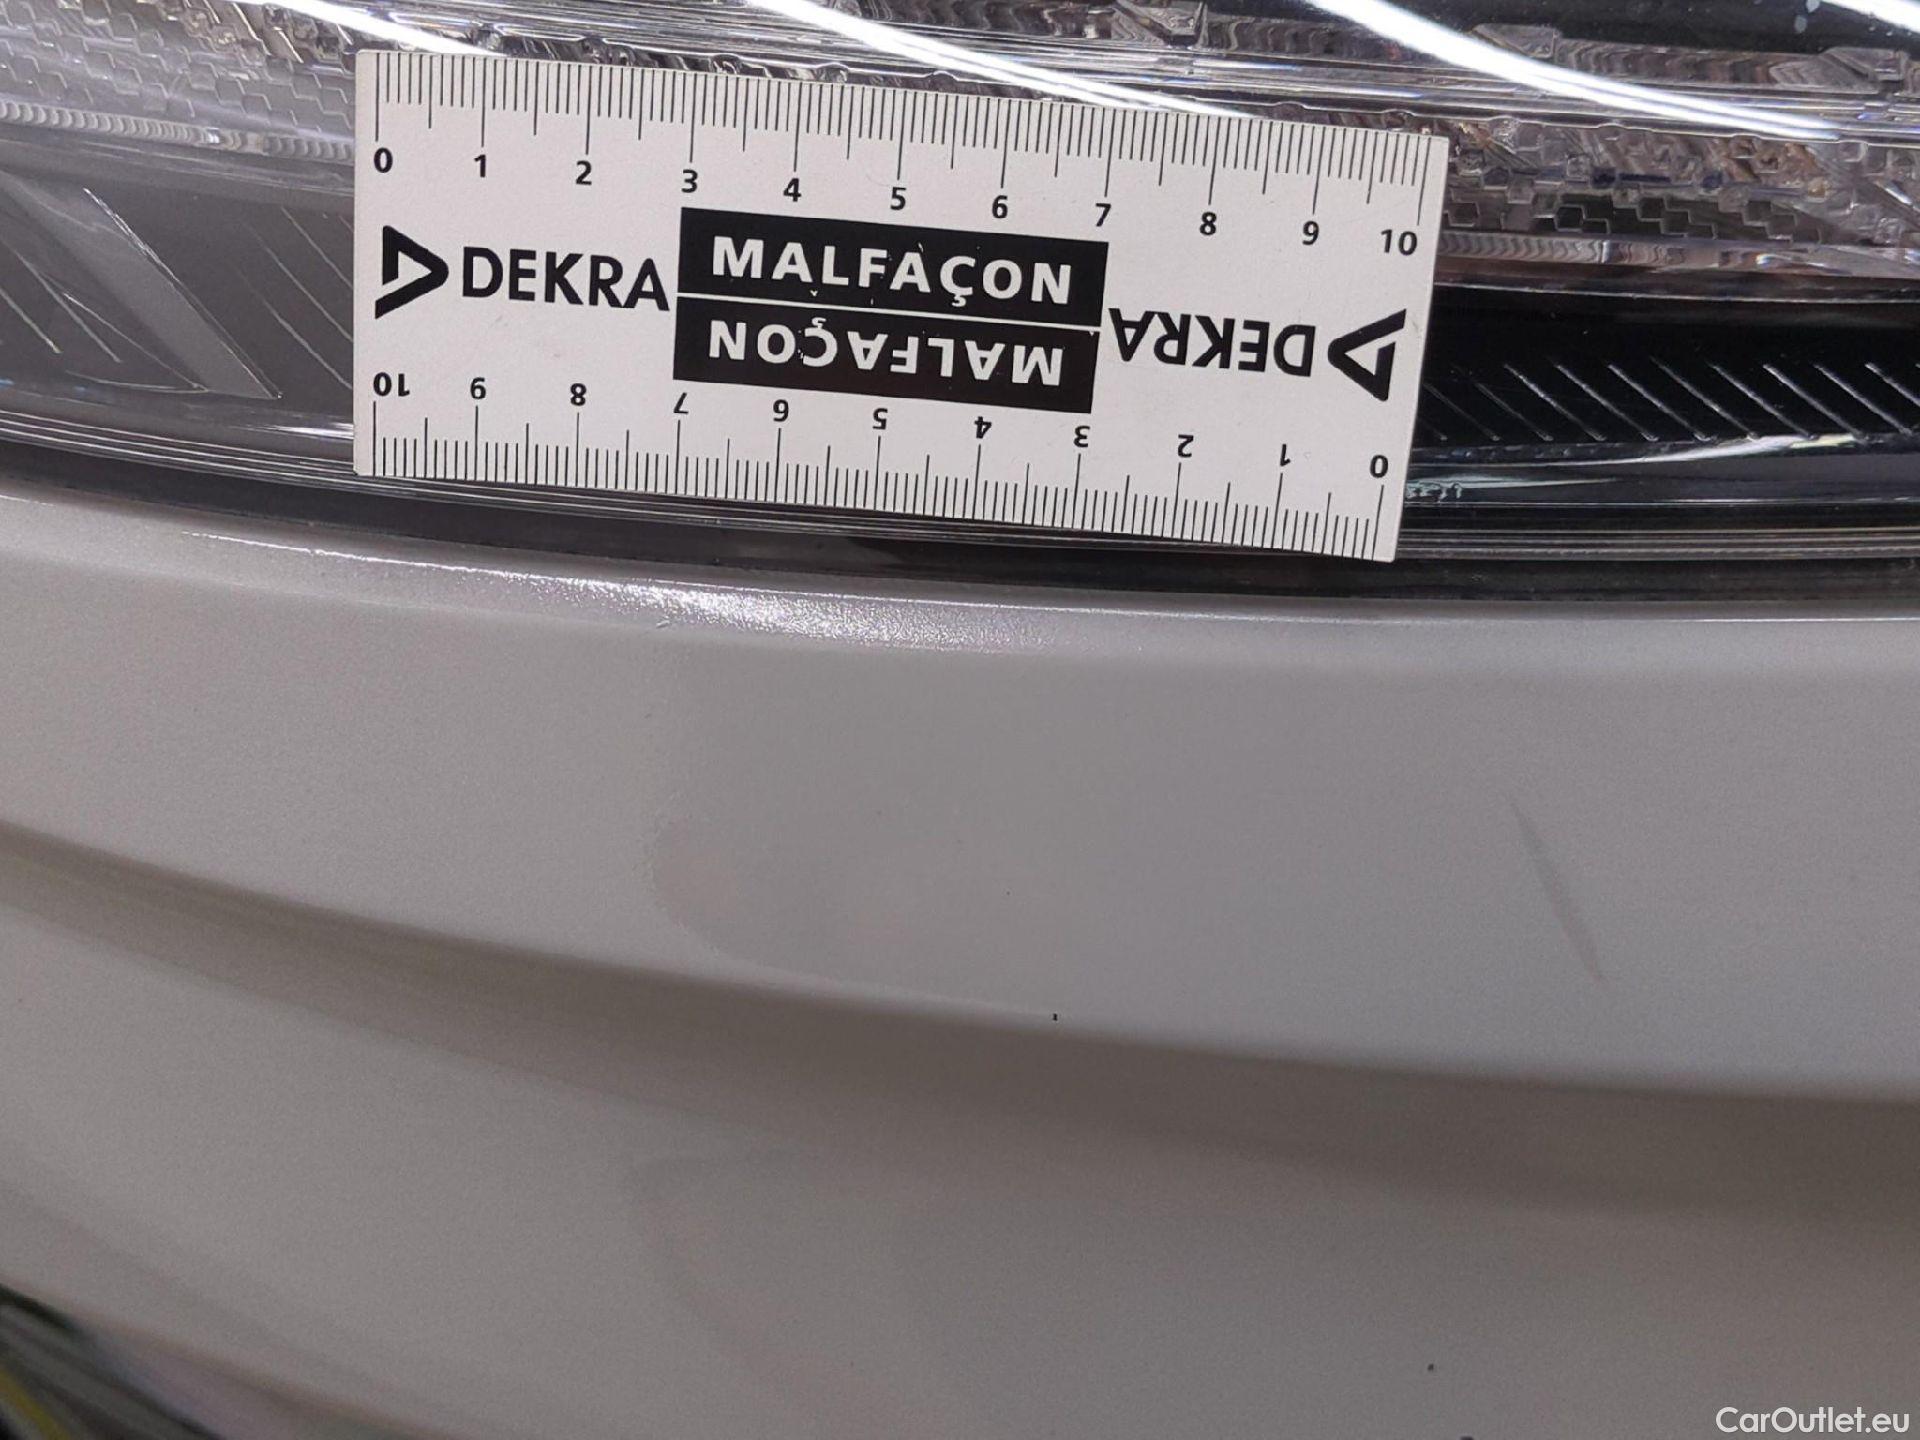 0 1 2 3 4 5 6 7 8 9 10
DEKRA
MALFAÇON
MALFAÇON
DEKRA
10 9 8 7 6 5 4 3 2 1 0
CarOutlet.eu